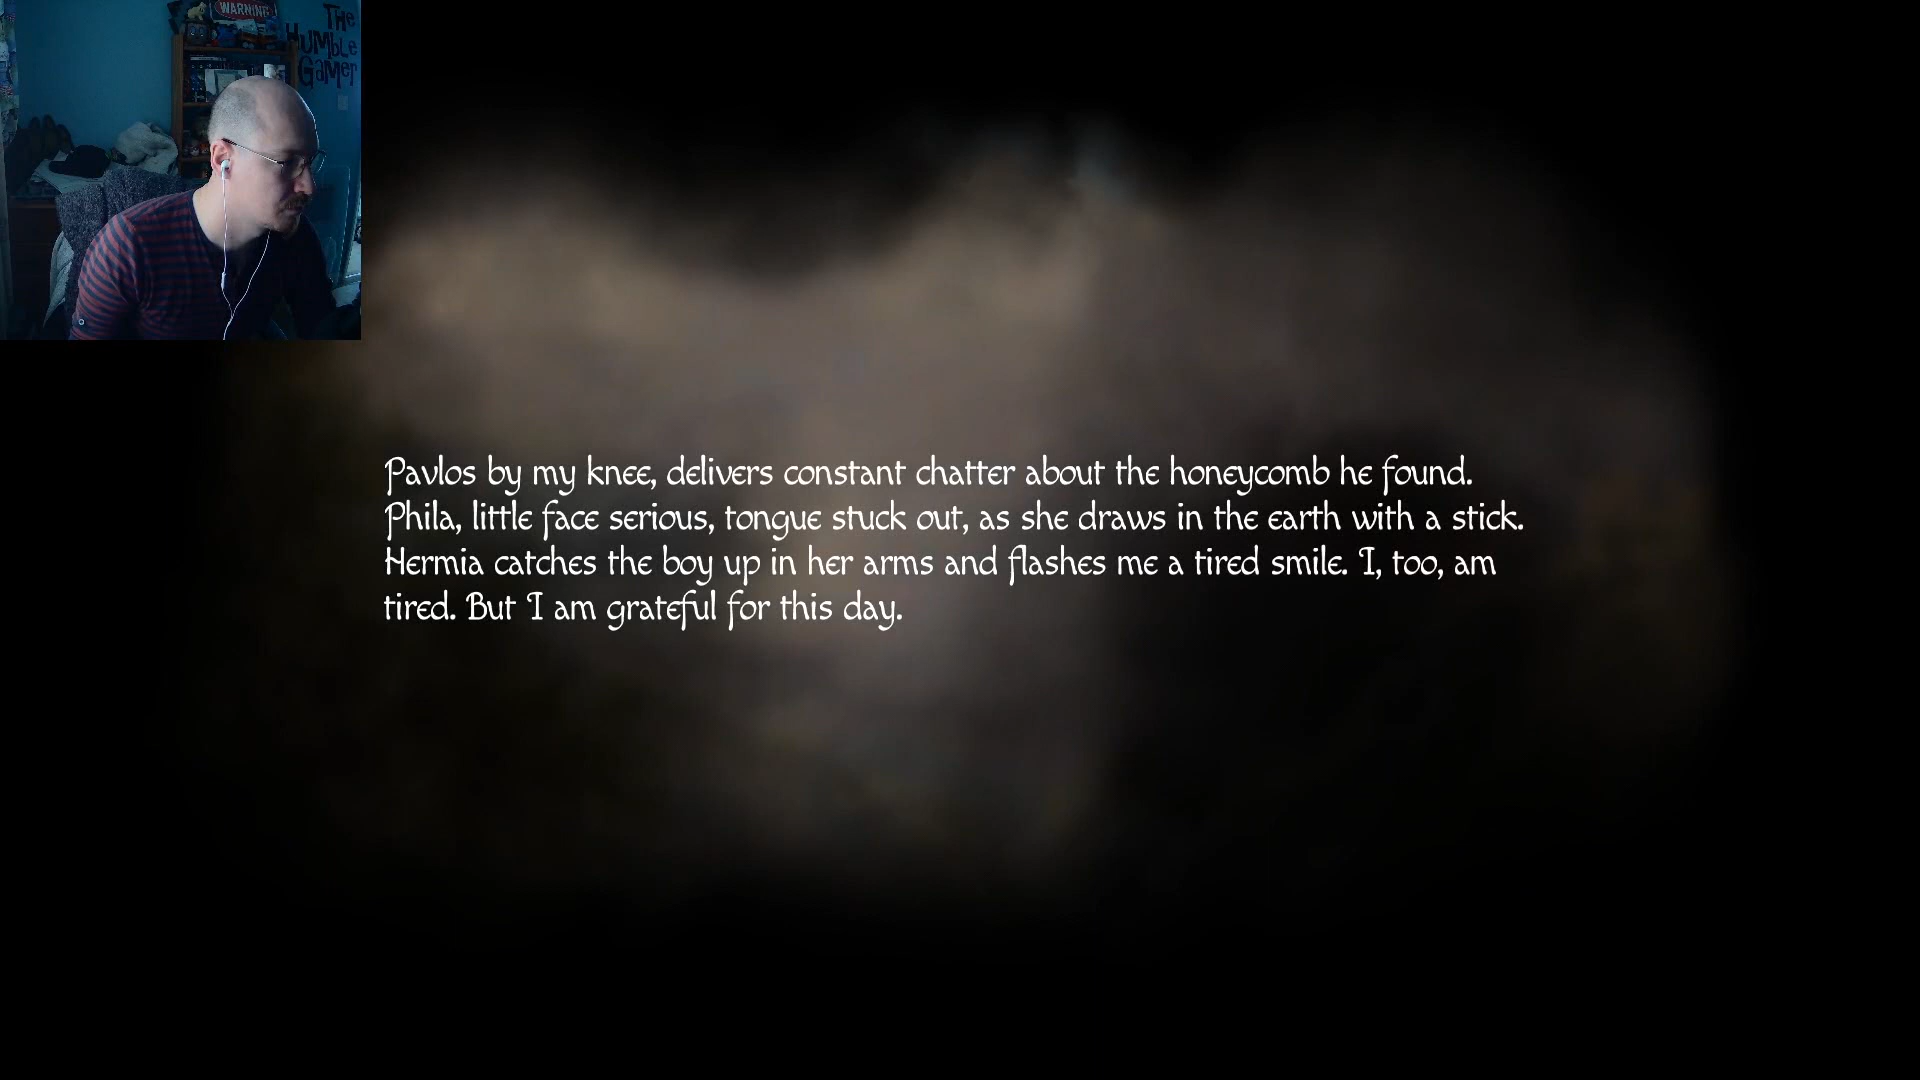 WARNING!
The
Humble
Gamer
Pavlos by my knee, delivers constant chatter about the honeycomb he found.
Phila, little face serious, tongue stuck out, as she draws in the earth with a stick.
Hermia catches the boy up in her arms and flashes me a tired smile. I, too, am
tired. But I am grateful for this day.